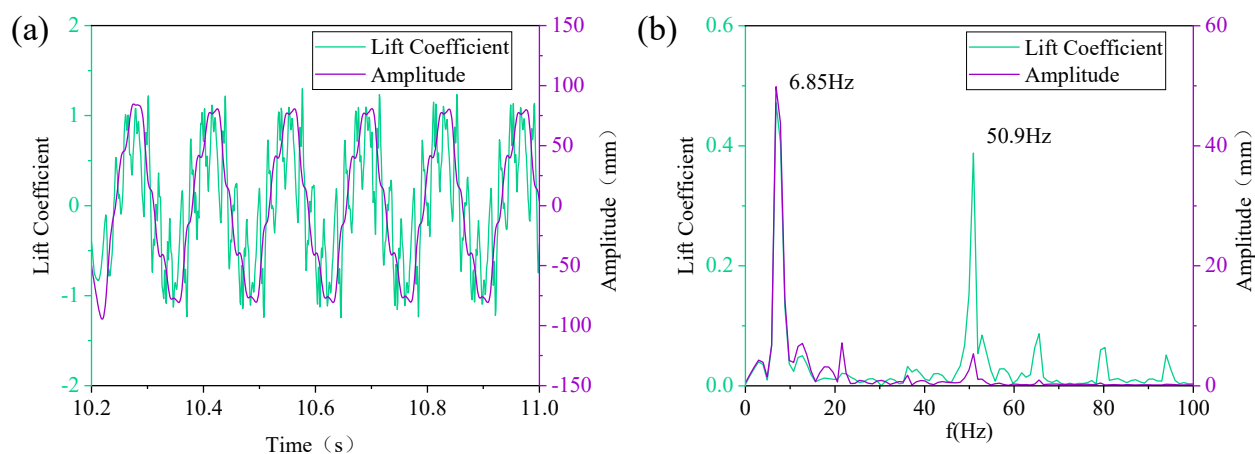 (a)
Lift Coefficient
Amplitude
2
1
0
-1
-2
150
100
50
0
-50
-100
-150
10.2
10.4
10.6
10.8
11.0
Lift Coefficient
Amplitude（mm）
Time（s）
(b)
Lift Coefficient
Amplitude
6.85Hz
50.9Hz
0.6
0.4
0.2
0.0
60
40
20
0
0
20
40
60
80
100
Lift Coefficient
Amplitude（mm）
f(Hz)